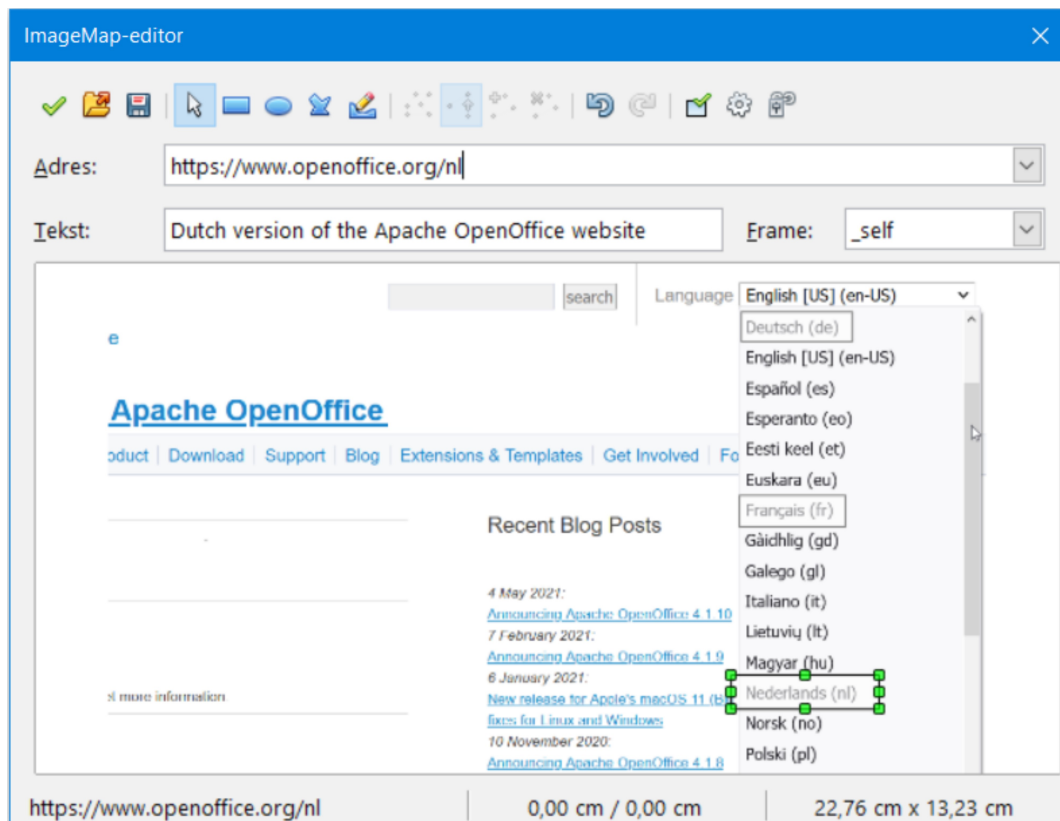 ImageMap-editor
Adres: https://www.openoffice.org/nl
Tekst: Dutch version of the Apache OpenOffice website Frame: _self
search Language English [US] (en-US)
e
Deutsch (de)
English [US] (en-US)
Español (es)
Apache OpenOffice
Esperanto (eo)
oduct Download Support Blog Extensions & Templates Get Involved Fo
Eesti keel (et)
Euskara (eu)
Français (fr)
Recent Blog Posts
Gàidhlig (gd)
Galego (gl)
4 May 2021:
Italiano (it)
Announcing Apache OpenOffice 4.1.10
7 February 2021:
Lietuvių (lt)
Announcing Apache OpenOffice 4.1.9
Magyar (hu)
6 January 2021:
more information
New release for Apple's macOS 11 (B
Nederlands (nl)
fixes for Linux and Windows
Norsk (no)
10 November 2020:
Polski (pl)
Announcing Apache OpenOffice 4.1.8
https://www.openoffice.org/nl 0,00 cm / 0,00 cm 22,76 cm x 13,23 cm